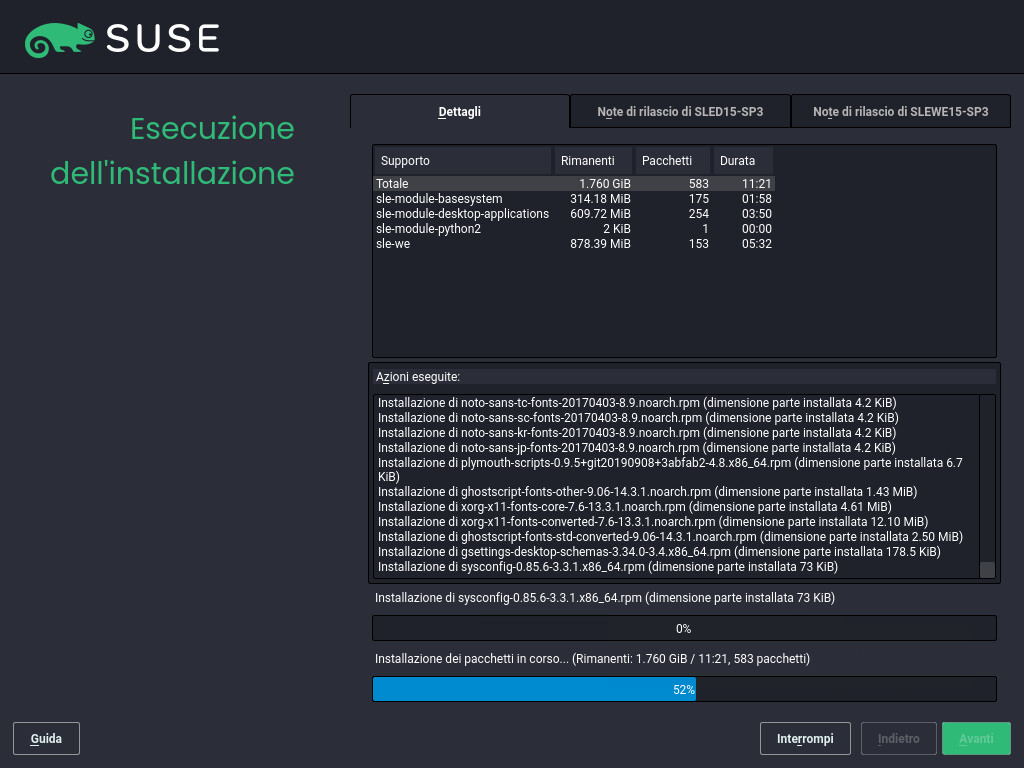 SUSE
Esecuzione
dell'installazione
Dettagli
Note di rilascio di SLED15-SP3
Note di rilascio di SLEWE15-SP3
Supporto Rimanenti Pacchetti Durata
Totale 1.760 GiB 583 11:21
sle-module-basesystem 314.18 MiB 175 01:58
sle-module-desktop-applications 609.72 MiB 254 03:50
sle-module-python2 2 KiB 1 00:00
sle-we 878.39 MiB 153 05:32
Azioni eseguite:
Installazione di noto-sans-tc-fonts-20170403-8.9.noarch.rpm (dimensione parte installata 4.2 KiB)
Installazione di noto-sans-sc-fonts-20170403-8.9.noarch.rpm (dimensione parte installata 4.2 KiB)
Installazione di noto-sans-kr-fonts-20170403-8.9.noarch.rpm (dimensione parte installata 4.2 KiB)
Installazione di noto-sans-jp-fonts-20170403-8.9.noarch.rpm (dimensione parte installata 4.2 KiB)
Installazione di plymouth-scripts-0.9.5+git20190908+3abfab2-4.8.x86_64.rpm (dimensione parte installata 6.7
KiB)
Installazione di ghostscript-fonts-other-9.06-14.3.1.noarch.rpm (dimensione parte installata 1.43 MiB)
Installazione di xorg-x11-fonts-core-7.6-13.3.1.noarch.rpm (dimensione parte installata 4.61 MiB)
Installazione di xorg-x11-fonts-converted-7.6-13.3.1.noarch.rpm (dimensione parte installata 12.10 MiB)
Installazione di ghostscript-fonts-std-converted-9.06-14.3.1.noarch.rpm (dimensione parte installata 2.50 MiB)
Installazione di gsettings-desktop-schemas-3.34.0-3.4.x86_64.rpm (dimensione parte installata 178.5 KiB)
Installazione di sysconfig-0.85.6-3.3.1.x86_64.rpm (dimensione parte installata 73 KiB)
Installazione di sysconfig-0.85.6-3.3.1.x86_64.rpm (dimensione parte installata 73 KiB)
0%
Installazione dei pacchetti in corso... (Rimanenti: 1.760 GiB / 11:21, 583 pacchetti)
52%
Guida
Interrompi
Indietro
Avanti